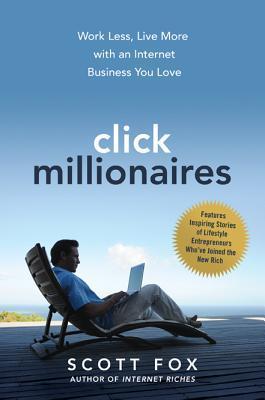 Work Less, Live More
with an Internet
Business You Love
click
millionaires
Features
Inspiring Stories
of Lifestyle
Entrepreneurs
Who've Joined the
New Rich
SCOTT FOX
AUTHOR OF INTERNET RICHES